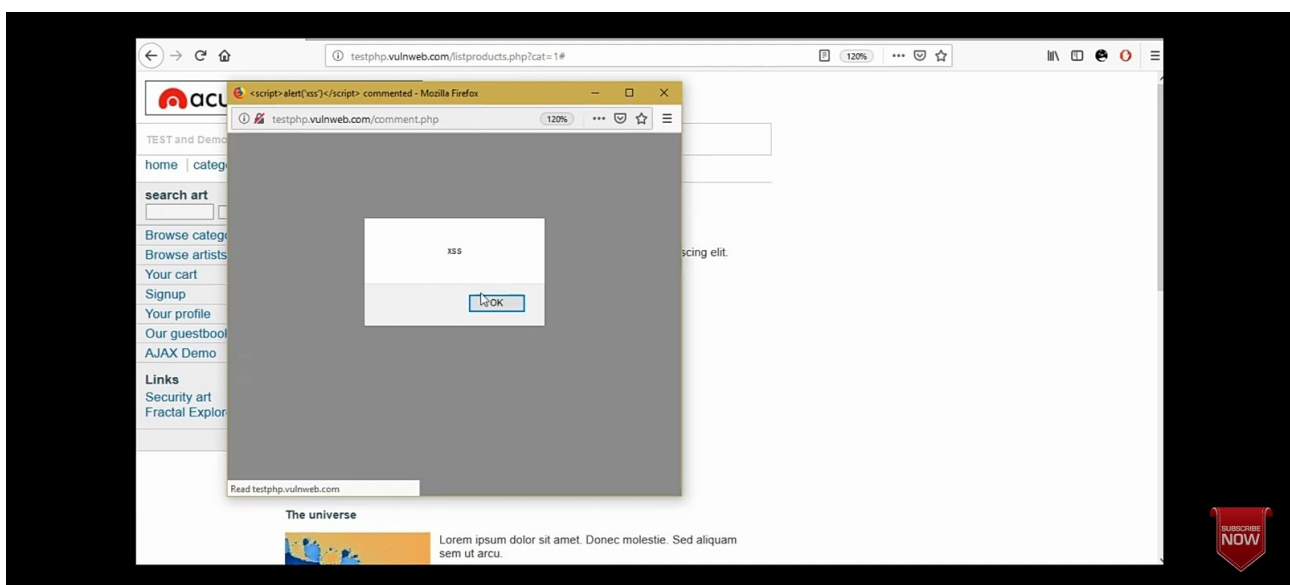 testphp.vulnweb.com/listproducts.php?cat=1#
120%
acu
<script>alert('xss')</script> commented - Mozilla Firefox
testphp.vulnweb.com/comment.php
120%
TEST and Demo
home | categ
search art
Browse catego
Browse artists
Your cart
Signup
Your profile
Our guestbool
AJAX Demo
Links
Security art
Fractal Explor
xss
OK
scing elit.
Read testphp.vulnweb.com
The universe
Lorem ipsum dolor sit amet. Donec molestie. Sed aliquam
sem ut arcu.
SUBSCRIBE
NOW